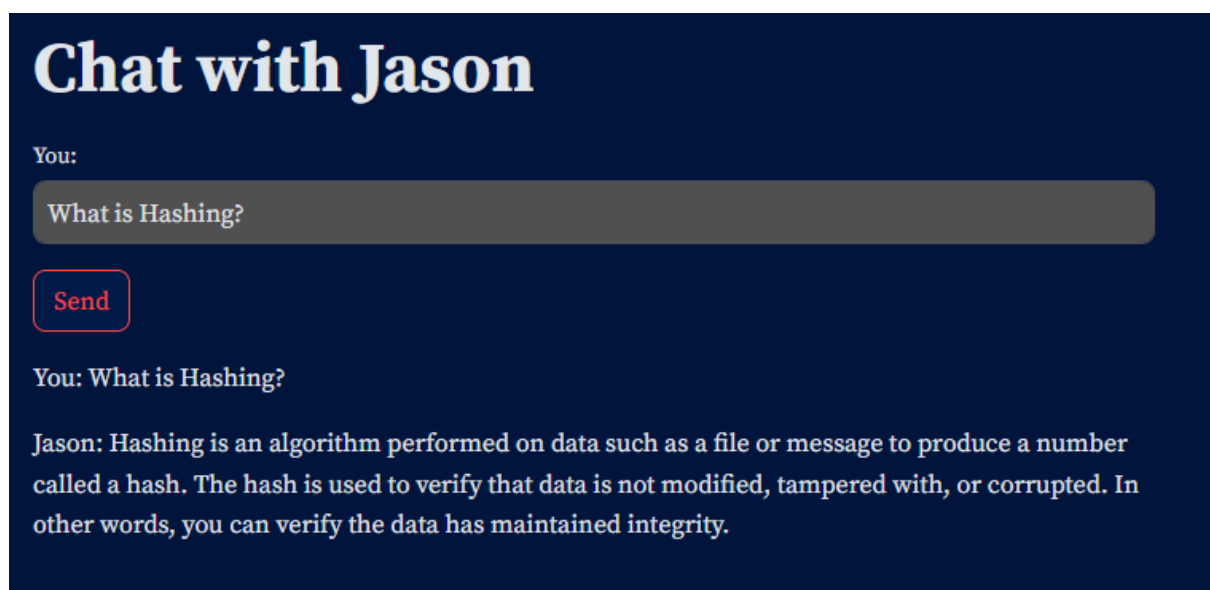 Chat with Jason
You:
What is Hashing?
Send
You: What is Hashing?
Jason: Hashing is an algorithm performed on data such as a file or message to produce a number
called a hash. The hash is used to verify that data is not modified, tampered with, or corrupted. In
other words, you can verify the data has maintained integrity.